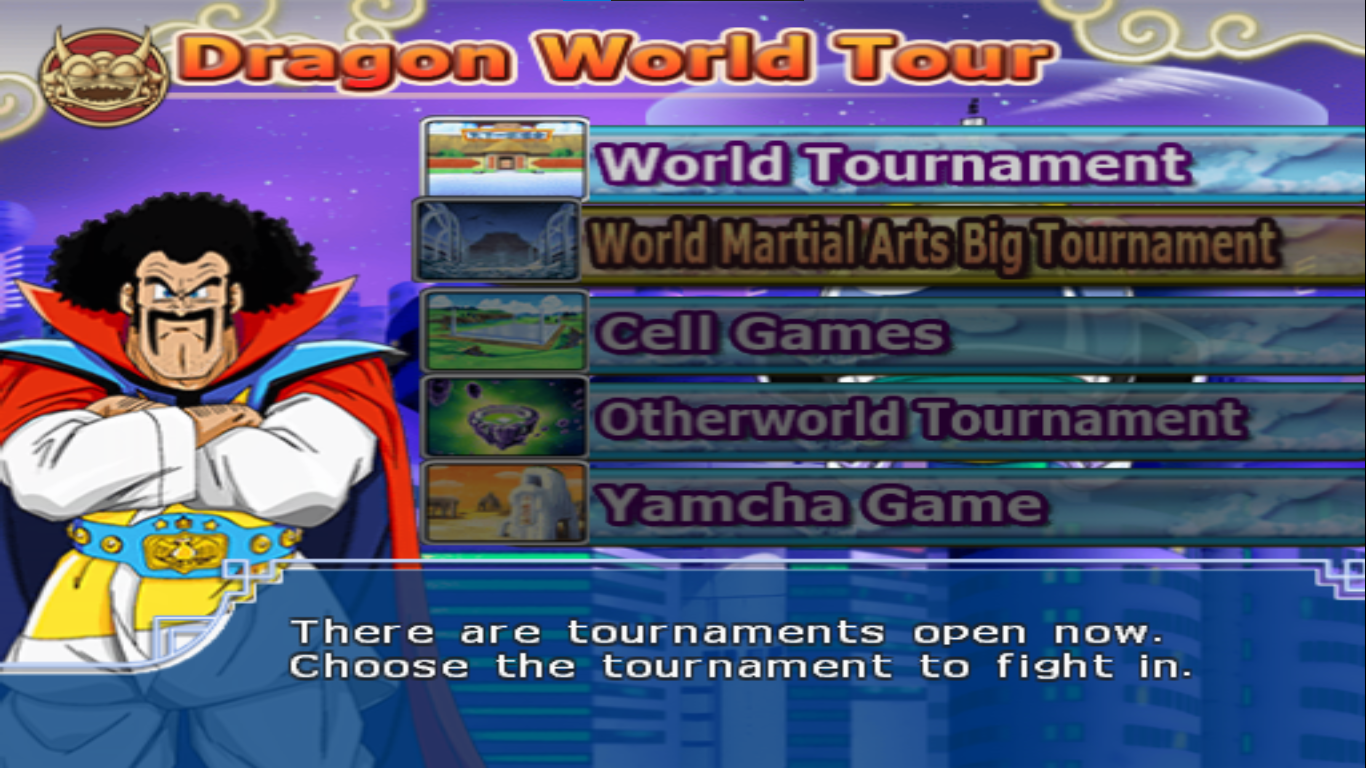 Dragon World Tour
World Tournament
World Martial Arts Big Tournament
Cell Games
Otherworld Tournament
Yamcha Game
There are tournaments open now.
Choose the tournament to fight in.